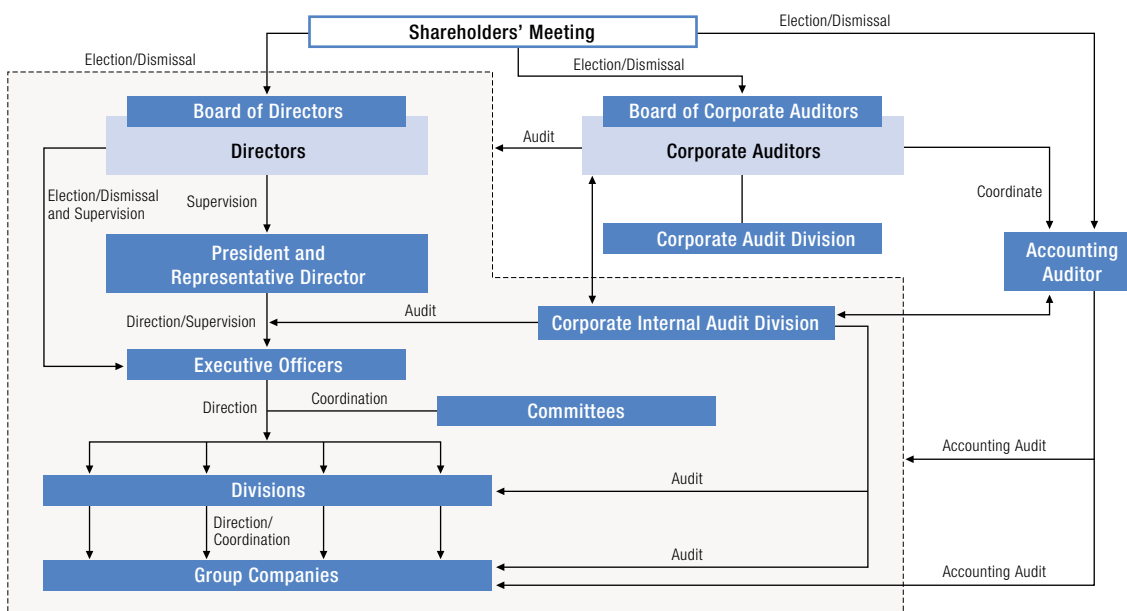 Election/Dismissal
Shareholders’ Meeting
Election/Dismissal
Election/Dismissal
Board of Directors
Directors
Board of Corporate Auditors
Corporate Auditors
Audit
Election/Dismissal
and Supervision
Supervision
Coordinate
Corporate Audit Division
President and
Representative Director
Accounting
Auditor
Direction/Supervision
Audit
Corporate Internal Audit Division
Executive Officers
Direction
Coordination
Committees
Accounting Audit
Audit
Divisions
Direction/
Coordination
Audit
Group Companies
Accounting Audit